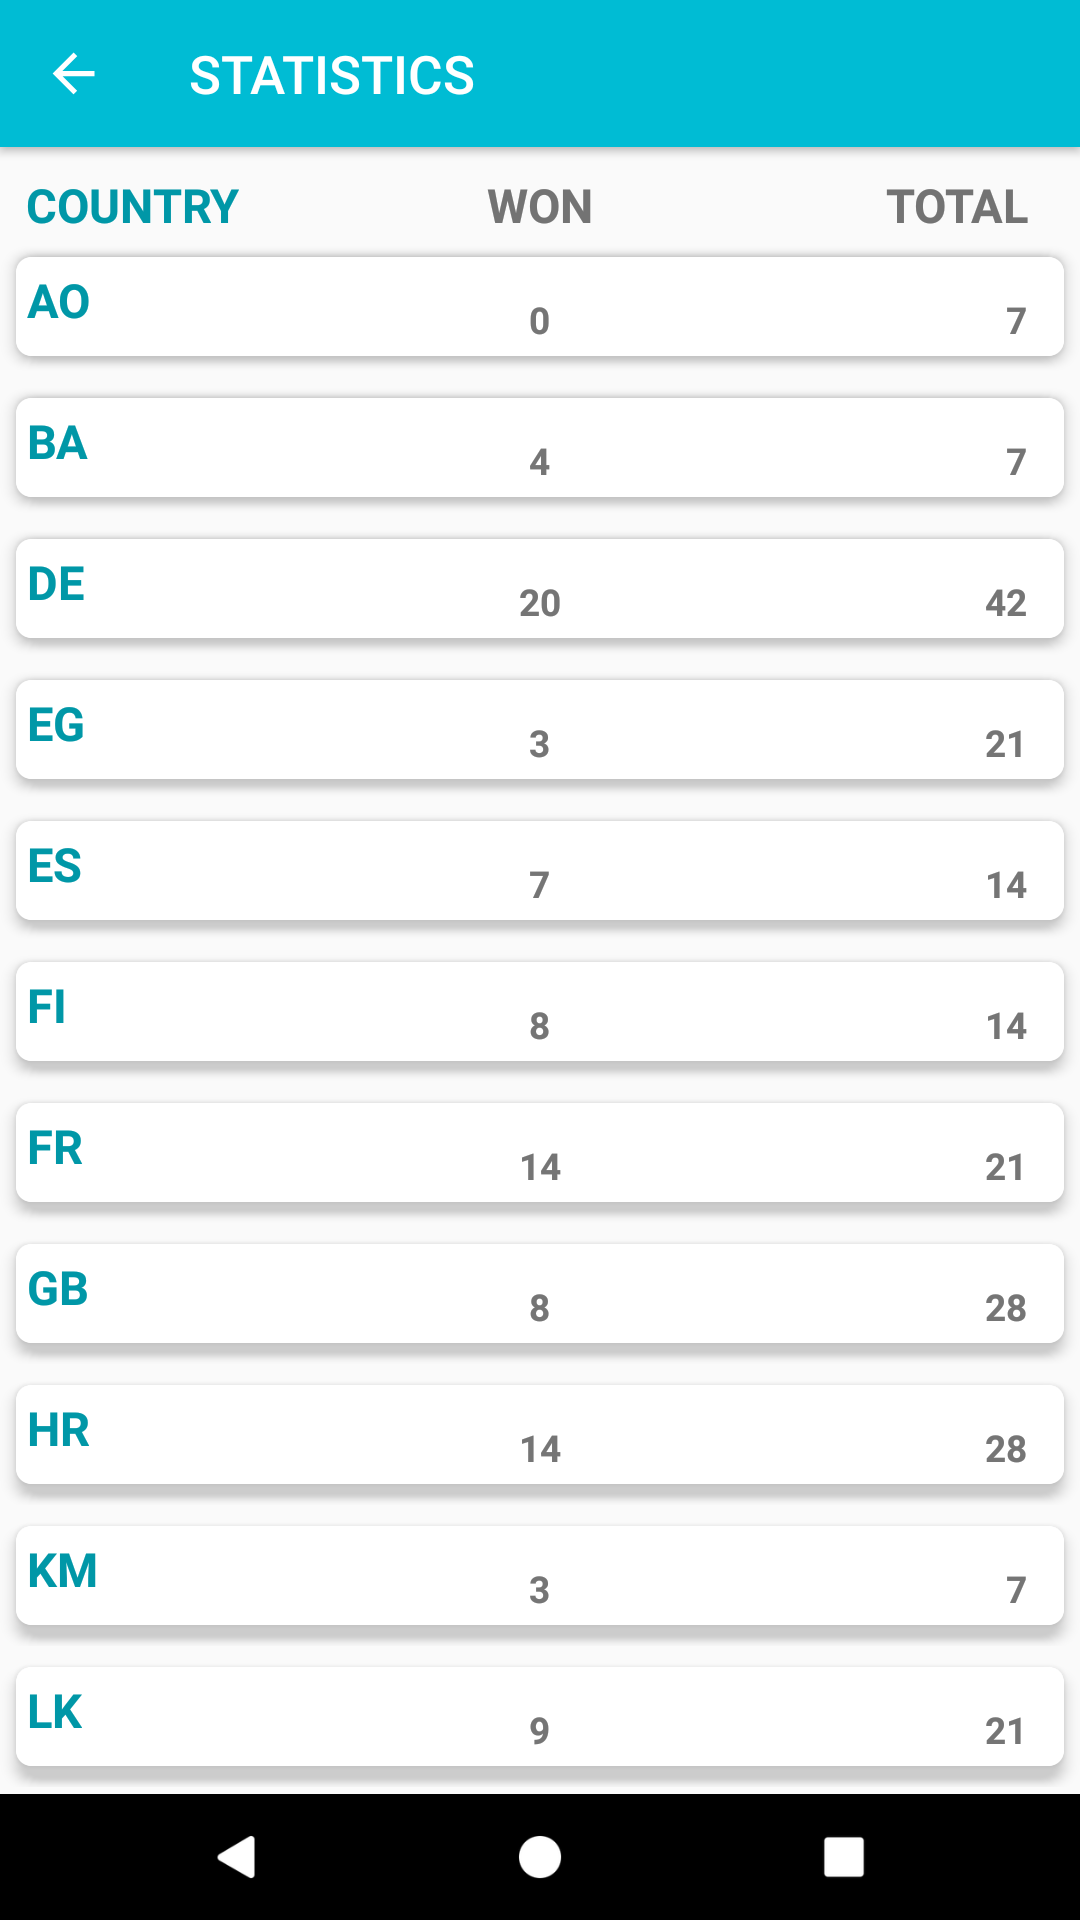 STATISTICS
COUNTRY WON TOTAL
AO 0 7
BA 4 7
DE 20 42
EG 3 21
ES 7 14
FI 8 14
FR 14 21
GB 8 28
HR 14 28
KM 3 7
LK 9 21